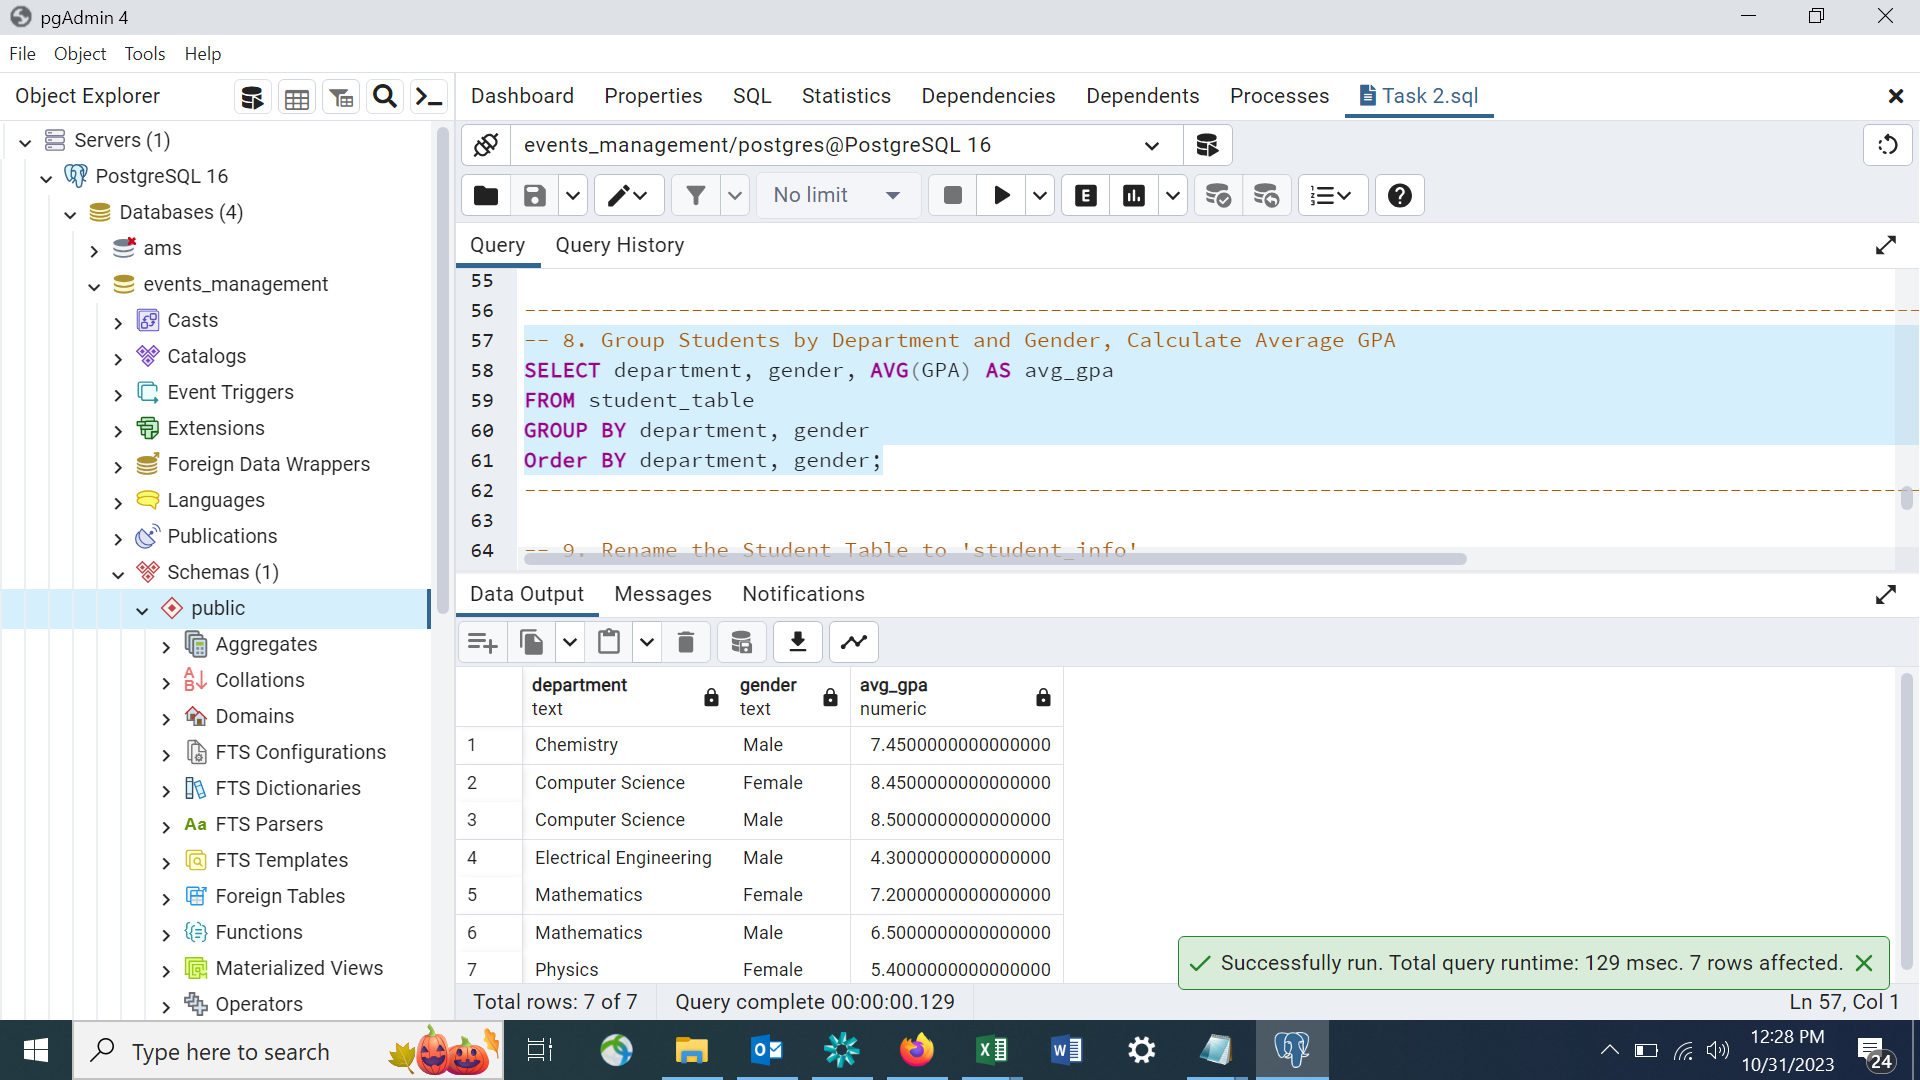 pgAdmin 4
File Object Tools Help
Object Explorer
Dashboard Properties SQL Statistics Dependencies Dependents Processes Task 2.sql
Servers (1)
PostgreSQL 16
Databases (4)
ams
events_management
Casts
Catalogs
Event Triggers
Extensions
Foreign Data Wrappers
Languages
Publications
Schemas (1)
public
Aggregates
Collations
Domains
FTS Configurations
FTS Dictionaries
Aa FTS Parsers
FTS Templates
Foreign Tables
Functions
Materialized Views
Operators
events_management/postgres@PostgreSQL 16
No limit
E
Query Query History
55
56 --------------------------------------------------------------------------------------------------------------
57 -- 8. Group Students by Department and Gender, Calculate Average GPA
58 SELECT department, gender, AVG(GPA) AS avg_gpa
59 FROM student_table
60 GROUP BY department, gender
61 Order BY department, gender;
62 --------------------------------------------------------------------------------------------------------------
63
64 -- 9. Rename the Student Table to 'student_info'
Data Output Messages Notifications
department gender avg_gpa
text text numeric
1 Chemistry Male 7.4500000000000000
2 Computer Science Female 8.4500000000000000
3 Computer Science Male 8.5000000000000000
4 Electrical Engineering Male 4.3000000000000000
5 Mathematics Female 7.2000000000000000
6 Mathematics Male 6.5000000000000000
7 Physics Female 5.4000000000000000
Successfully run. Total query runtime: 129 msec. 7 rows affected.
Total rows: 7 of 7 Query complete 00:00:00.129 Ln 57, Col 1
Type here to search
12:28 PM
10/31/2023
24